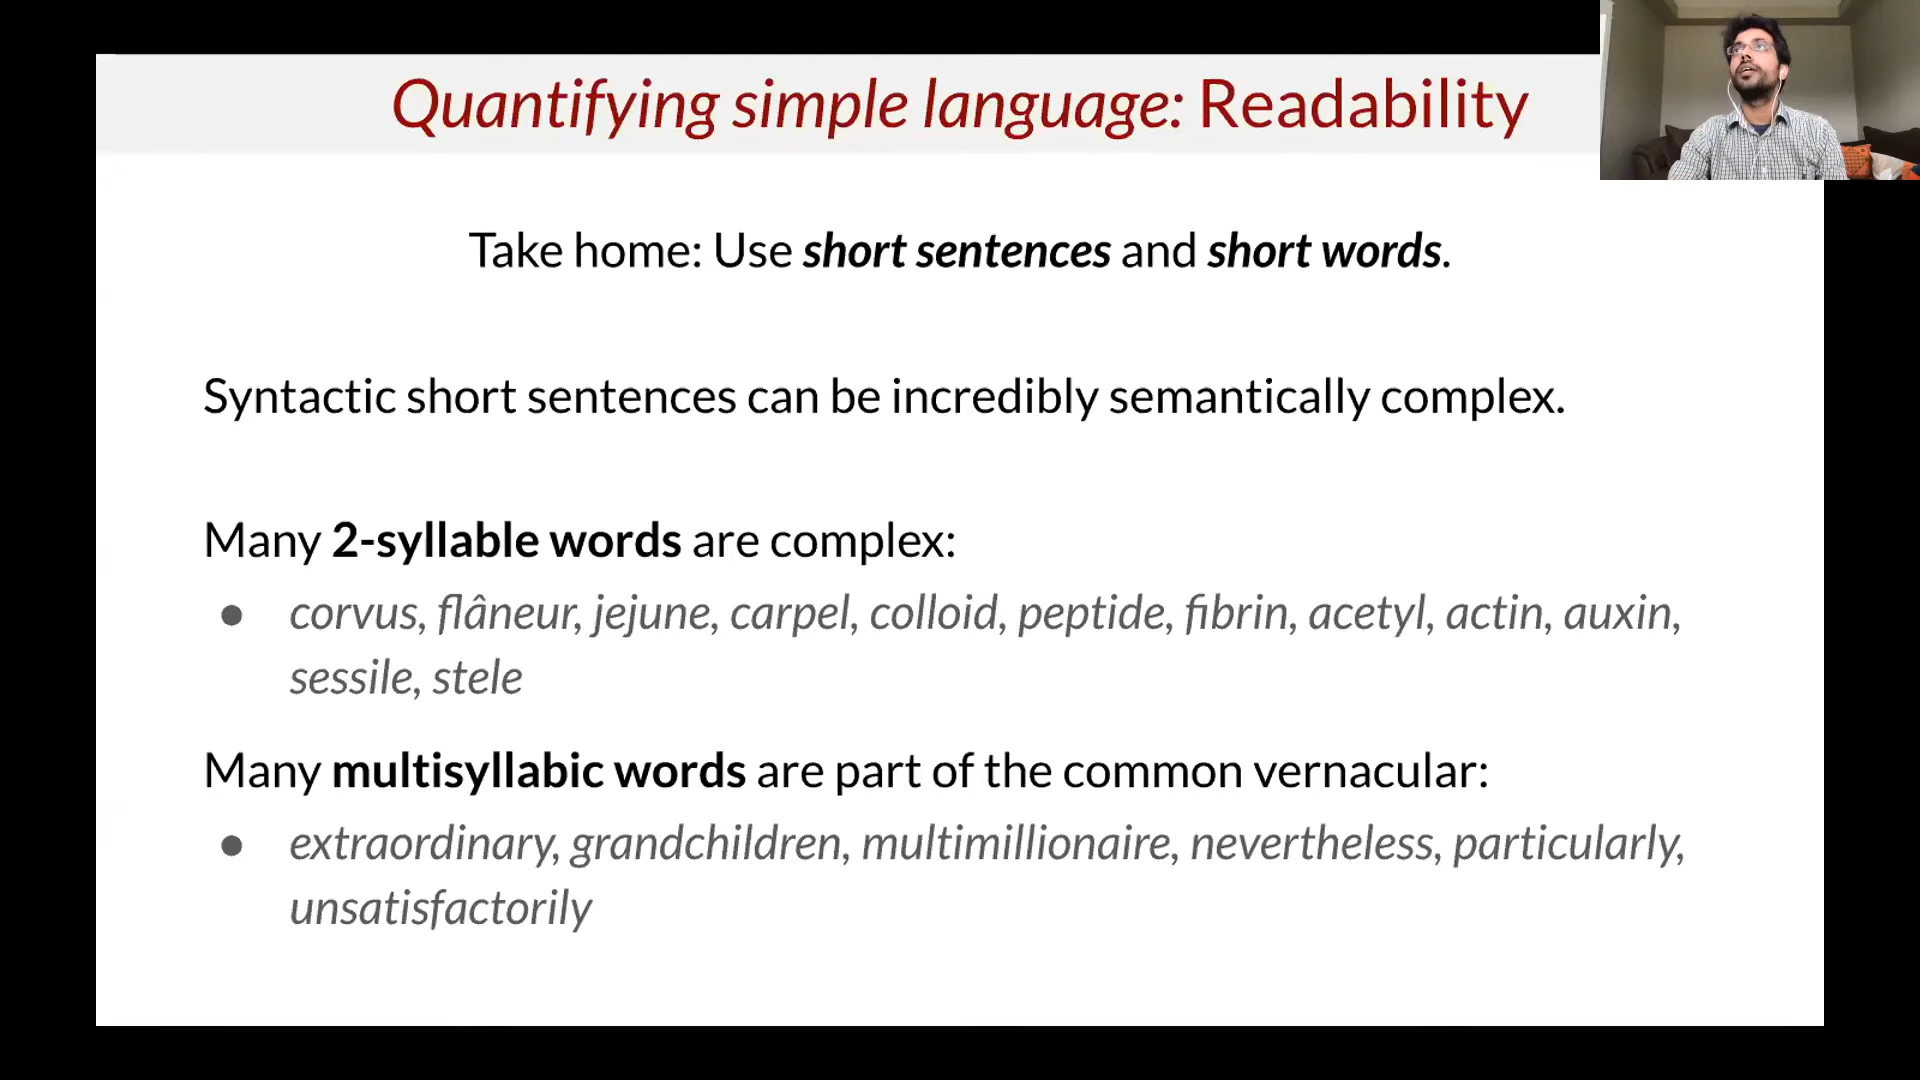 Quantifying simple language: Readability
Take home: Use short sentences and short words.
Syntactic short sentences can be incredibly semantically complex.
Many 2-syllable words are complex:
● corvus, flâneur, jejune, carpel, colloid, peptide, fibrin, acetyl, actin, auxin,
sessile, stele
Many multisyllabic words are part of the common vernacular:
● extraordinary, grandchildren, multimillionaire, nevertheless, particularly,
unsatisfactorily